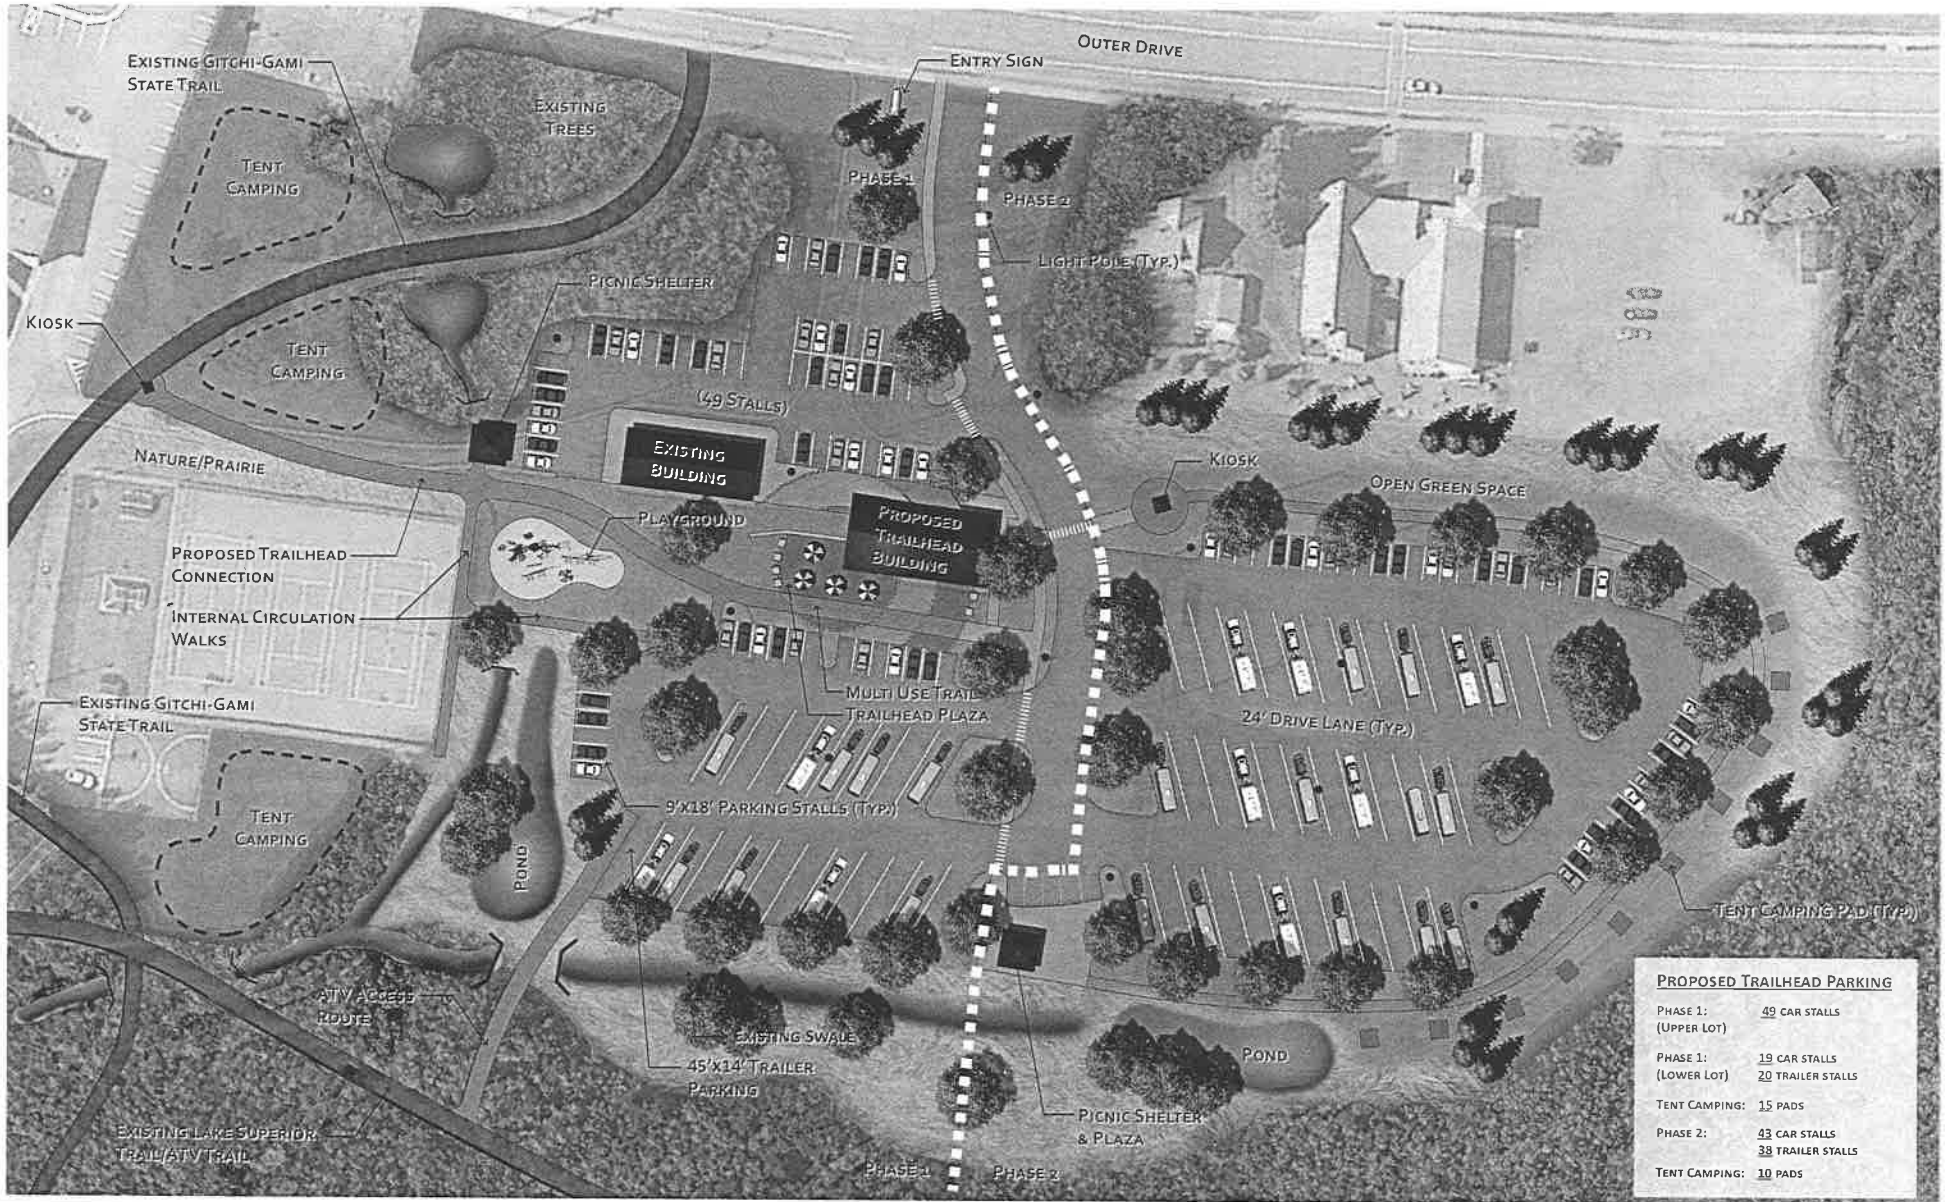 OUTER DRIVE
ENTRY SIGN
EXISTING GITCHI-GAMI
STATE TRAIL
EXISTING
TREES
TENT
CAMPING
PHASE 1
PHASE 2
LIGHT POLE (TYP.)
PICNIC SHELTER
KIOSK
TENT
CAMPING
(49 STALLS)
EXISTING
BUILDING
NATURE/PRAIRIE
KIOSK
OPEN GREEN SPACE
PLAYGROUND
PROPOSED
TRAILHEAD
BUILDING
PROPOSED TRAILHEAD
CONNECTION
INTERNAL CIRCULATION
WALKS
EXISTING GITCHI-GAMI
STATE TRAIL
MULTI USE TRAIL
TRAILHEAD PLAZA
24' DRIVE LANE (TYP.)
9'X18' PARKING STALLS (TYP.)
TENT
CAMPING
POND
TENT CAMPING PAD (TYP.)
ATV ACCESS
ROUTE
EXISTING SWALE
45'X14' TRAILER
PARKING
POND
PICNIC SHELTER
& PLAZA
EXISTING LAKE SUPERIOR
TRAIL/ATV TRAIL
PHASE 1
PHASE 2
PROPOSED TRAILHEAD PARKING
PHASE 1: 49 CAR STALLS
(UPPER LOT)
PHASE 1: 19 CAR STALLS
(LOWER LOT) 20 TRAILER STALLS
TENT CAMPING: 15 PADS
PHASE 2: 43 CAR STALLS
38 TRAILER STALLS
TENT CAMPING: 10 PADS